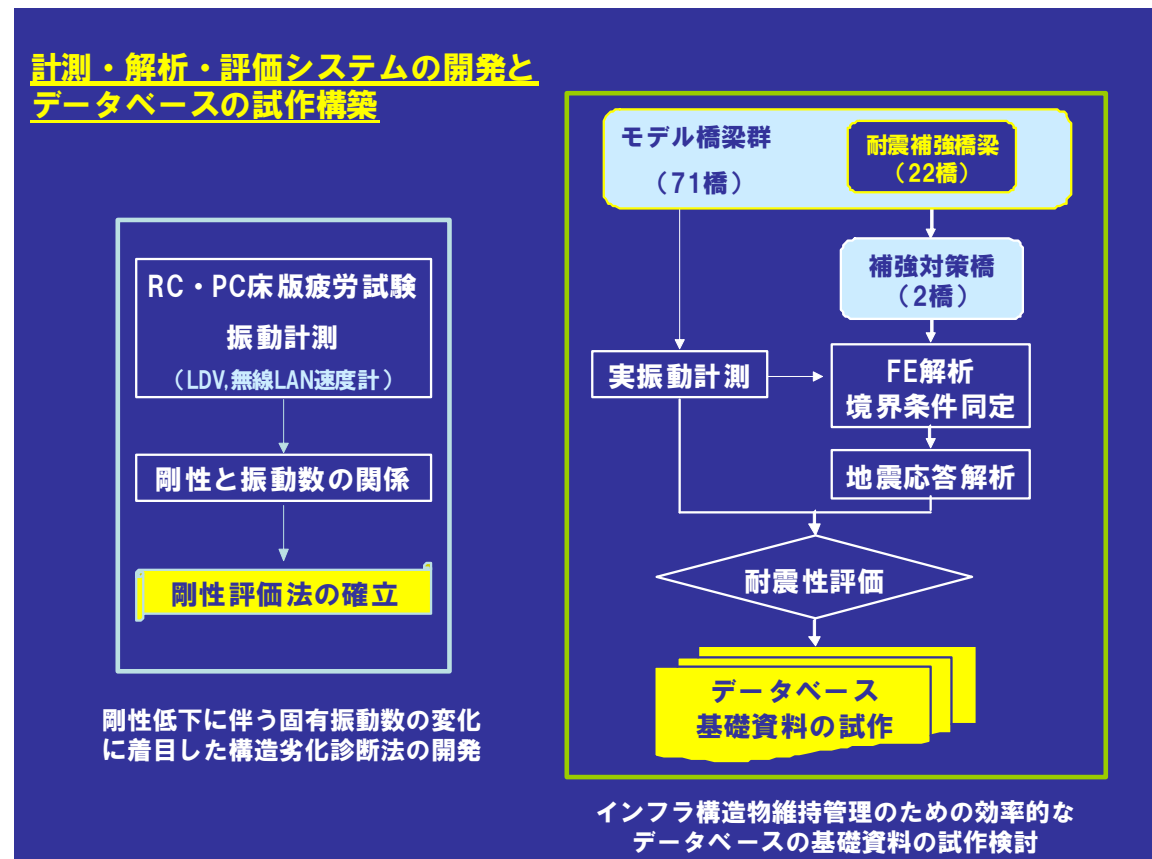 計測・解析・評価システムの開発と
データベースの試作構築
RC・PC床版疲労試験
振動計測
（LDV,無線LAN速度計）
剛性と振動数の関係
剛性評価法の確立
剛性低下に伴う固有振動数の変化
に着目した構造劣化診断法の開発
モデル橋梁群
（71橋）
耐震補強橋梁
（22橋）
補強対策橋
（2橋）
実振動計測
FE解析
境界条件同定
地震応答解析
耐震性評価
データベース
基礎資料の試作
インフラ構造物維持管理のための効率的な
データベースの基礎資料の試作検討